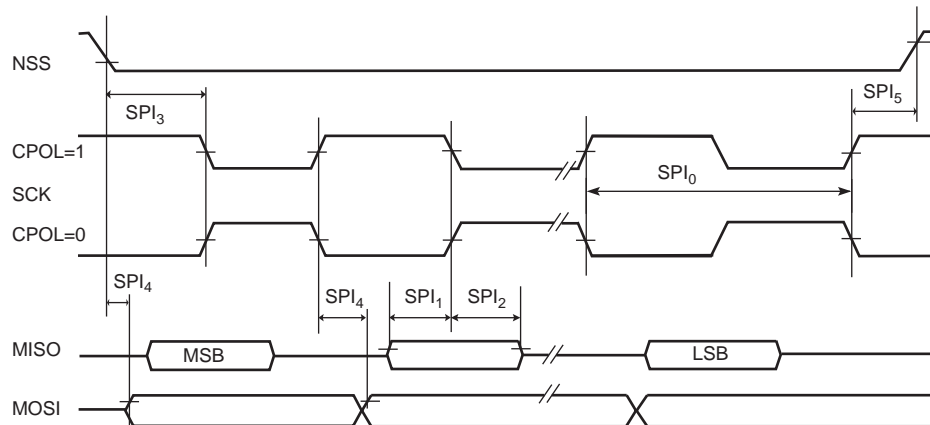 NSS
SPI3
SPI5
CPOL=1
SCK
SPI0
CPOL=0
SPI4
SPI4
SPI1
SPI2
MISO
MSB
LSB
MOSI